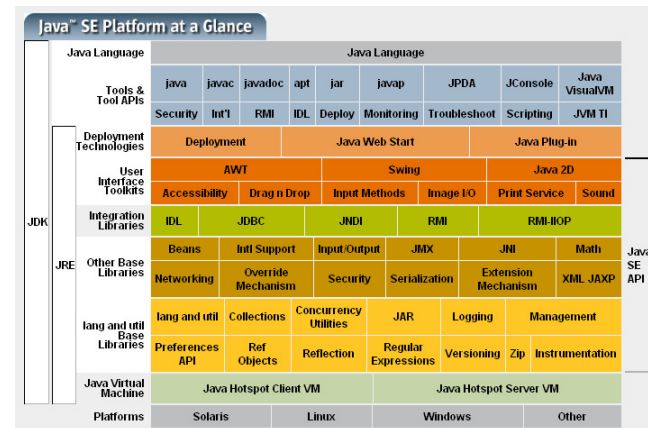 Java™ SE Platform at a Glance
Java Language
Java Language
Tools &
Tool APIs
java javac javadoc apt jar javap JPDA JConsole Java VisualVM
Security Int'l RMI IDL Deploy Monitoring Troubleshoot Scripting JVM TI
Deployment
Technologies
Deployment Java Web Start Java Plug-in
User
Interface
Toolkits
AWT Swing Java 2D
Accessibility Drag n Drop Input Methods Image I/O Print Service Sound
Integration
Libraries
IDL JDBC JNDI RMI RMI-IIOP
JDK
JRE
Other Base
Libraries
Beans Intl Support Input/Output JMX JNI Math
Networking Override Mechanism Security Serialization Extension Mechanism XML JAXP
Java
SE
API
lang and util
Base
Libraries
lang and util Collections Concurrency Utilities JAR Logging Management
Preferences API Ref Objects Reflection Regular Expressions Versioning Zip Instrumentation
Java Virtual
Machine
Java Hotspot Client VM Java Hotspot Server VM
Platforms
Solaris Linux Windows Other